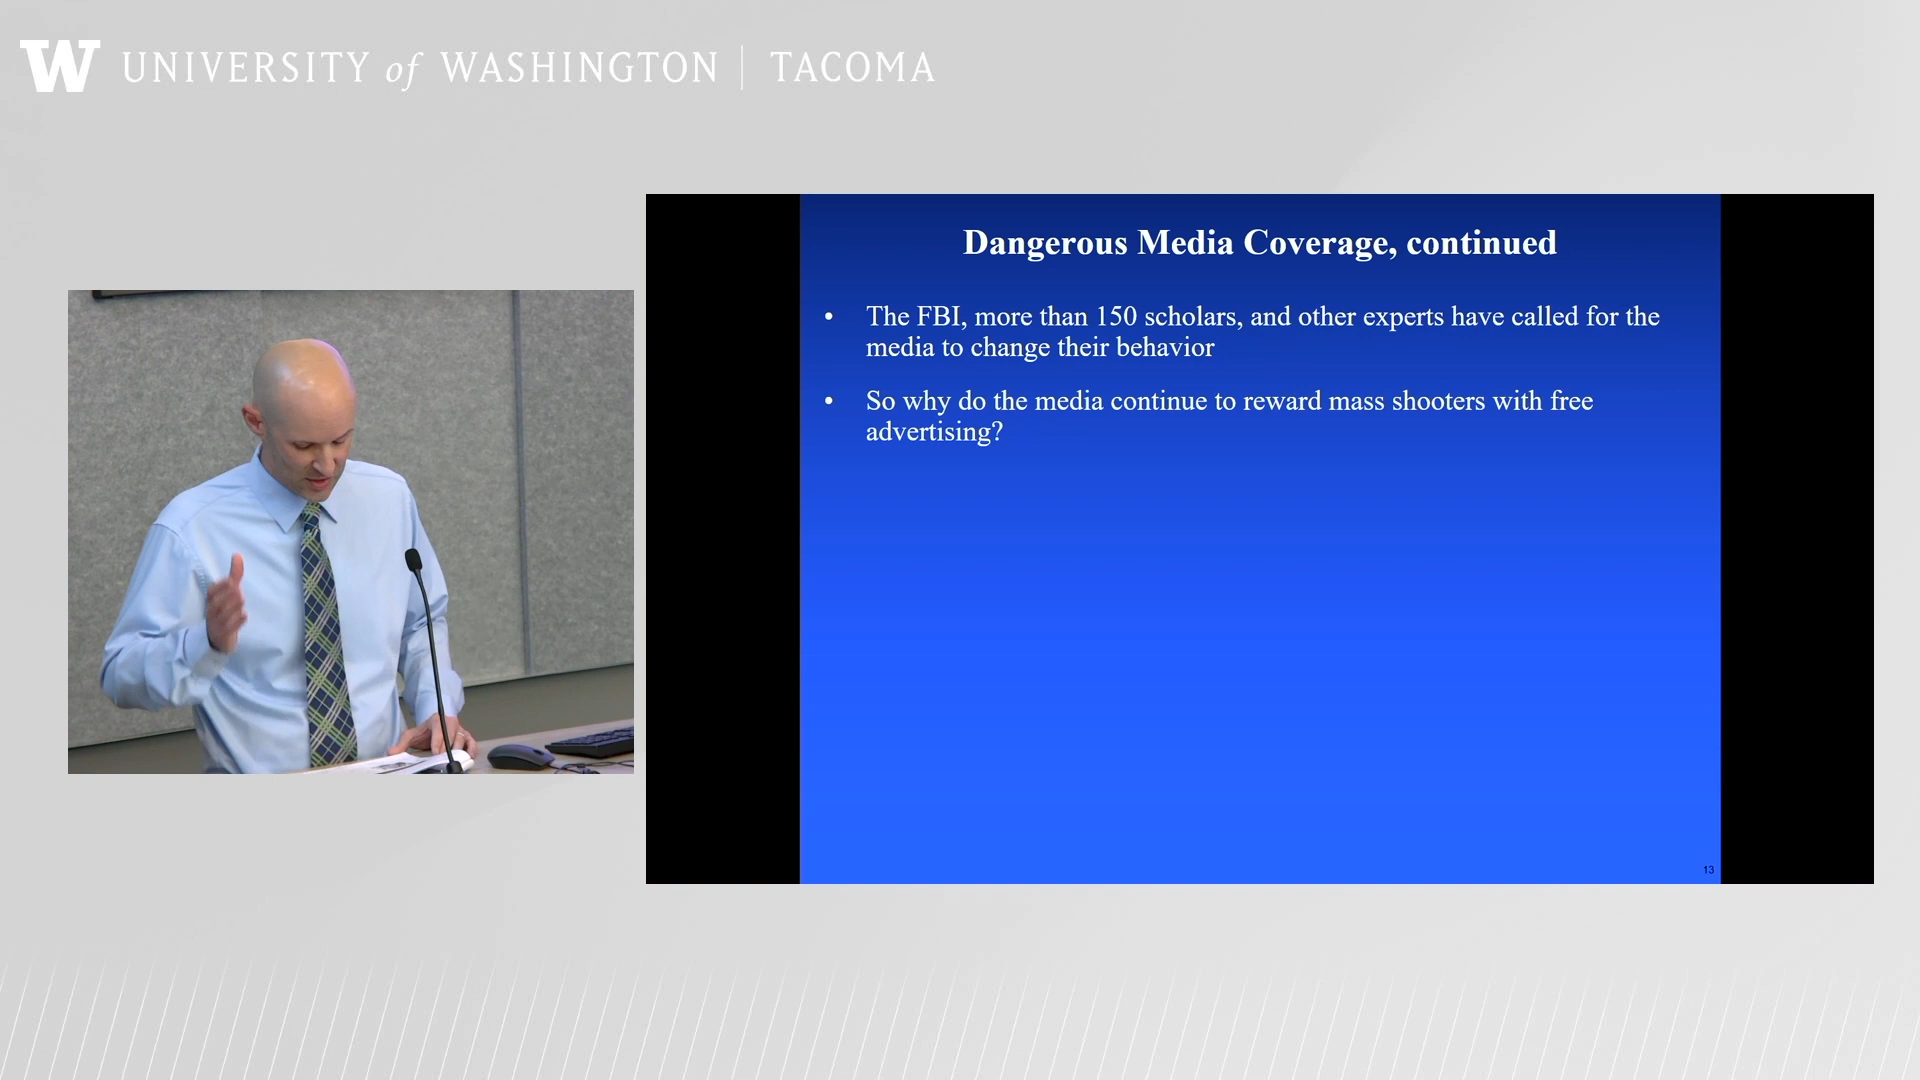 W UNIVERSITY of WASHINGTON | TACOMA
Dangerous Media Coverage, continued
• The FBI, more than 150 scholars, and other experts have called for the
media to change their behavior
• So why do the media continue to reward mass shooters with free
advertising?
13